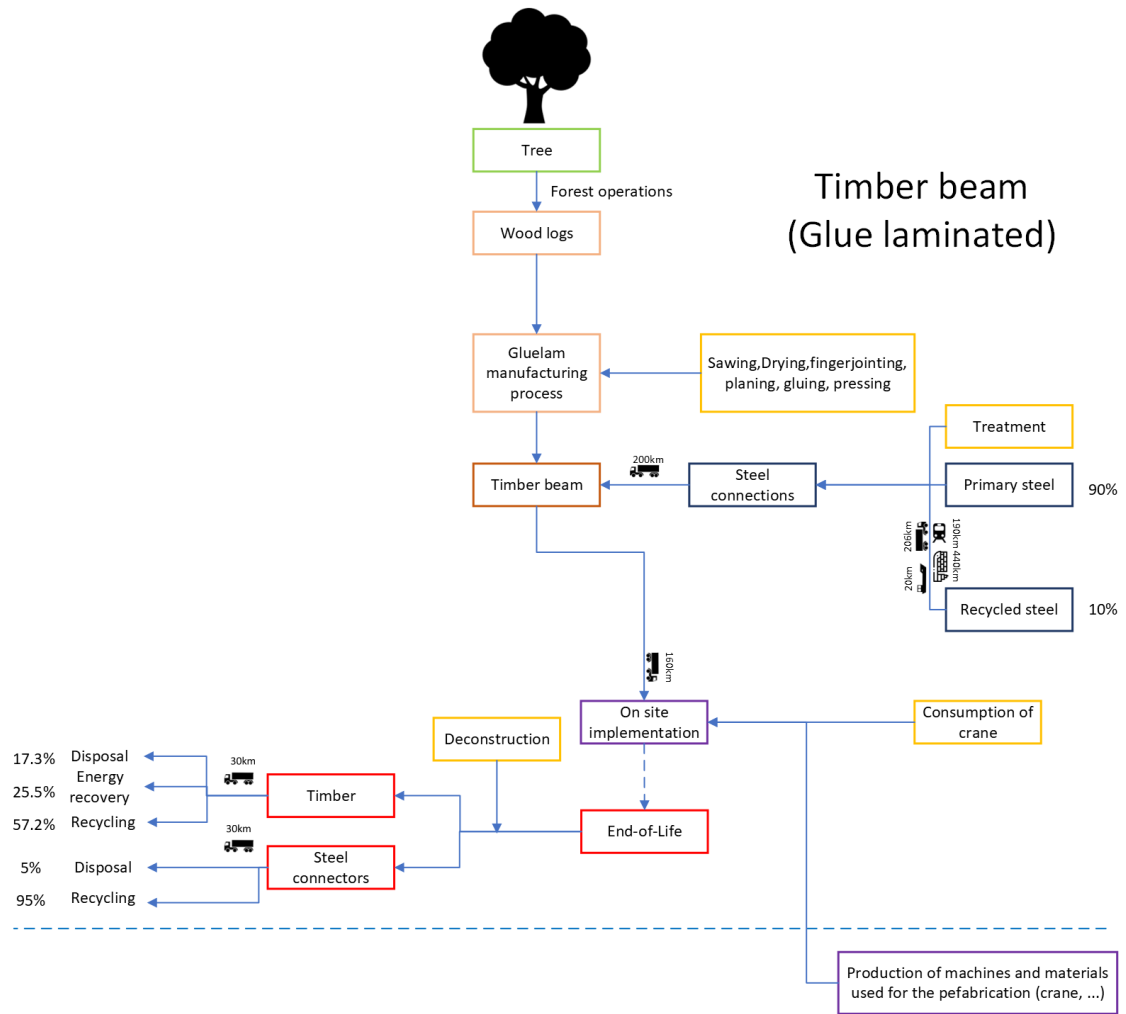 Tree
Forest operations
Timber beam
(Glue laminated)
Wood logs
Gluelam
manufacturing
process
Sawing,Drying,fingerjointing,
planing, gluing, pressing
Treatment
200km
Timber beam
Steel
connections
Primary steel
90%
206km
190km
440km
20km
Recycled steel
10%
160km
On site
implementation
Consumption of
crane
Deconstruction
17.3%
Disposal
30km
25.5%
Energy
recovery
Timber
57.2%
Recycling
30km
End-of-Life
5%
Disposal
Steel
connectors
95%
Recycling
Production of machines and materials
used for the pefabrication (crane, ...)